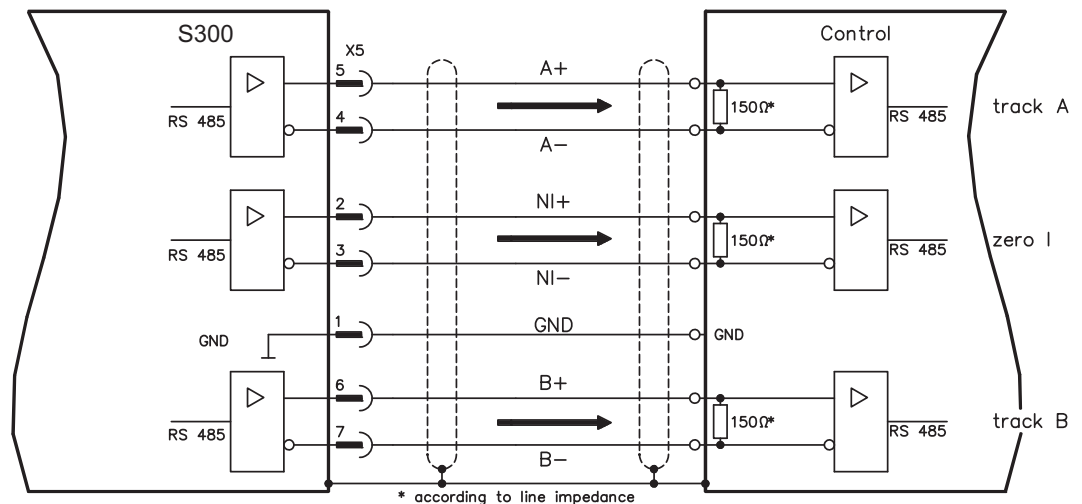 S300
Control
X5
5
A+
RS 485
150Ω*
RS 485
track A
4
A−
2
NI+
RS 485
150Ω*
RS 485
zero I
3
NI−
1
GND
GND
GND
6
B+
RS 485
150Ω*
RS 485
track B
7
B−
* according to line impedance